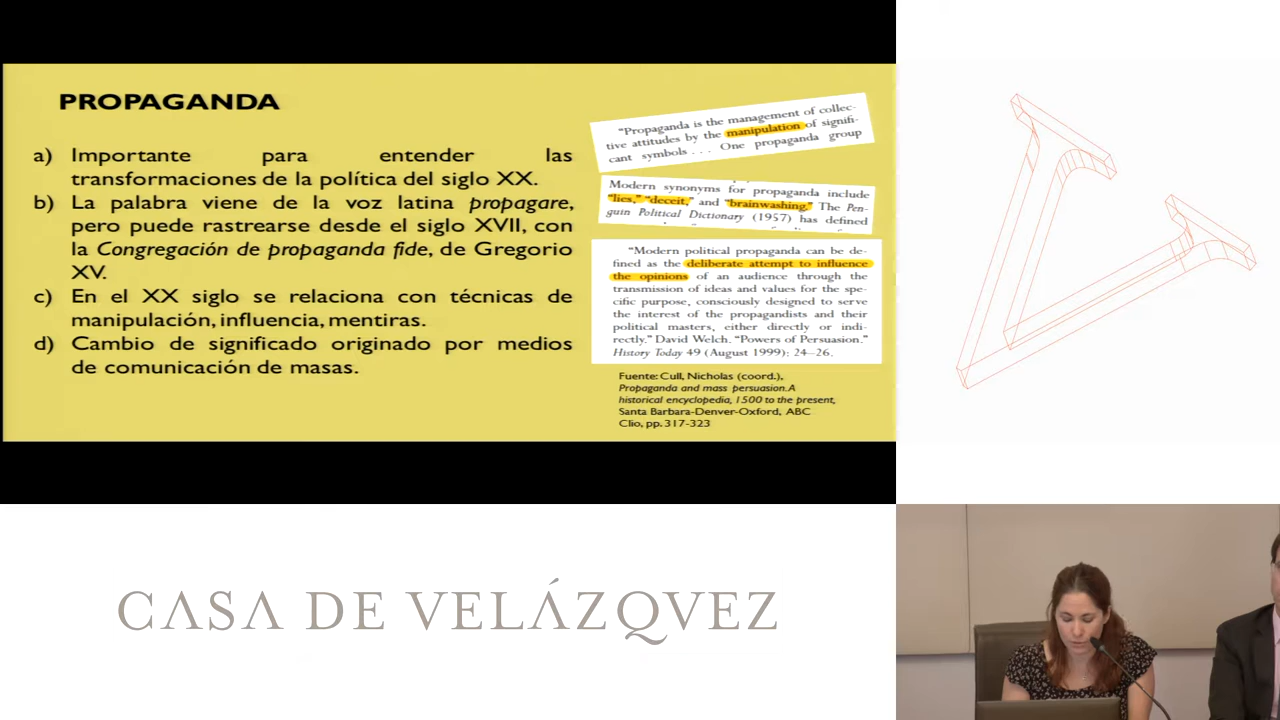 PROPAGANDA
a) Importante para entender las
transformaciones de la política del siglo XX.
b) La palabra viene de la voz latina propagare,
pero puede rastrearse desde el siglo XVII, con
la Congregación de propaganda fide, de Gregorio
XV.
c) En el XX siglo se relaciona con técnicas de
manipulación, influencia, mentiras.
d) Cambio de significado originado por medios
de comunicación de masas.
"Propaganda is the management of collec-
tive attitudes by the manipulation of signifi-
cant symbols . . . One propaganda group
Modern synonyms for propaganda include
"lies," "deceit," and "brainwashing." The Pen-
guin Political Dictionary (1957) has defined
"Modern political propaganda can be de-
fined as the deliberate attempt to influence
the opinions of an audience through the
transmission of ideas and values for the spe-
cific purpose, consciously designed to serve
the interest of the propagandists and their
political masters, either directly or indi-
rectly." David Welch. "Powers of Persuasion."
History Today 49 (August 1999): 24–26.
Fuente: Cull, Nicholas (coord.),
Propaganda and mass persuasion. A
historical encyclopedia, 1500 to the present,
Santa Barbara-Denver-Oxford, ABC
Clio, pp. 317-323
CASA DE VELÁZQVEZ